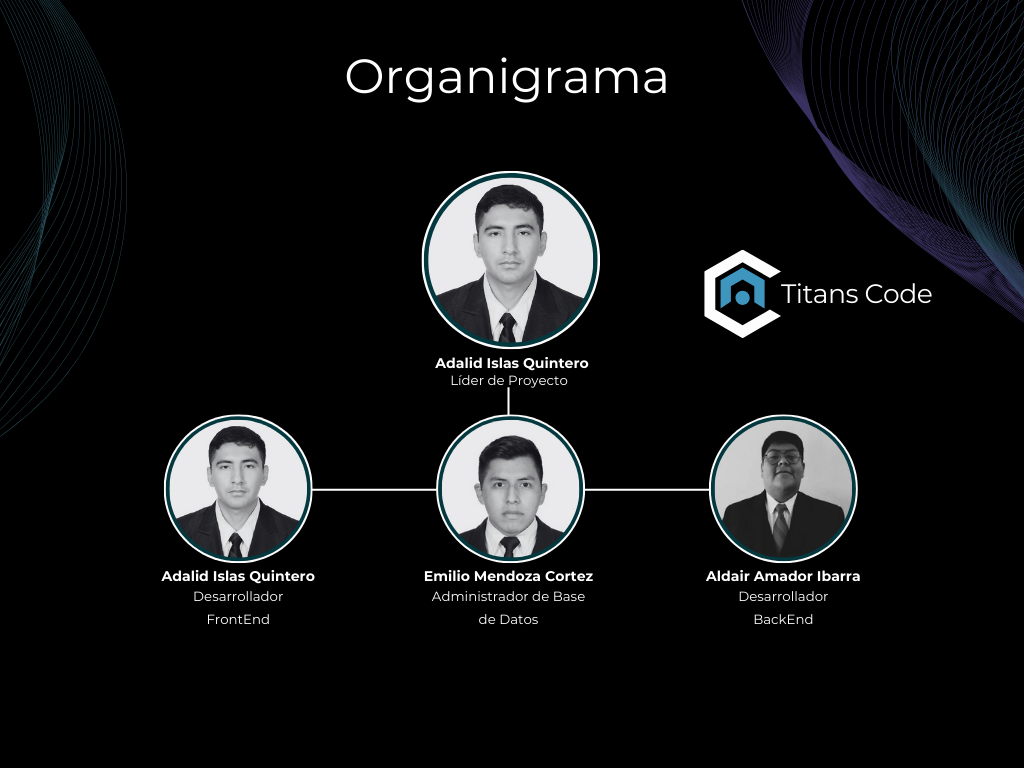 Organigrama
Titans Code
Adalid Islas Quintero
Líder de Proyecto
Adalid Islas Quintero
Desarrollador
FrontEnd
Emilio Mendoza Cortez
Administrador de Base
de Datos
Aldair Amador Ibarra
Desarrollador
BackEnd